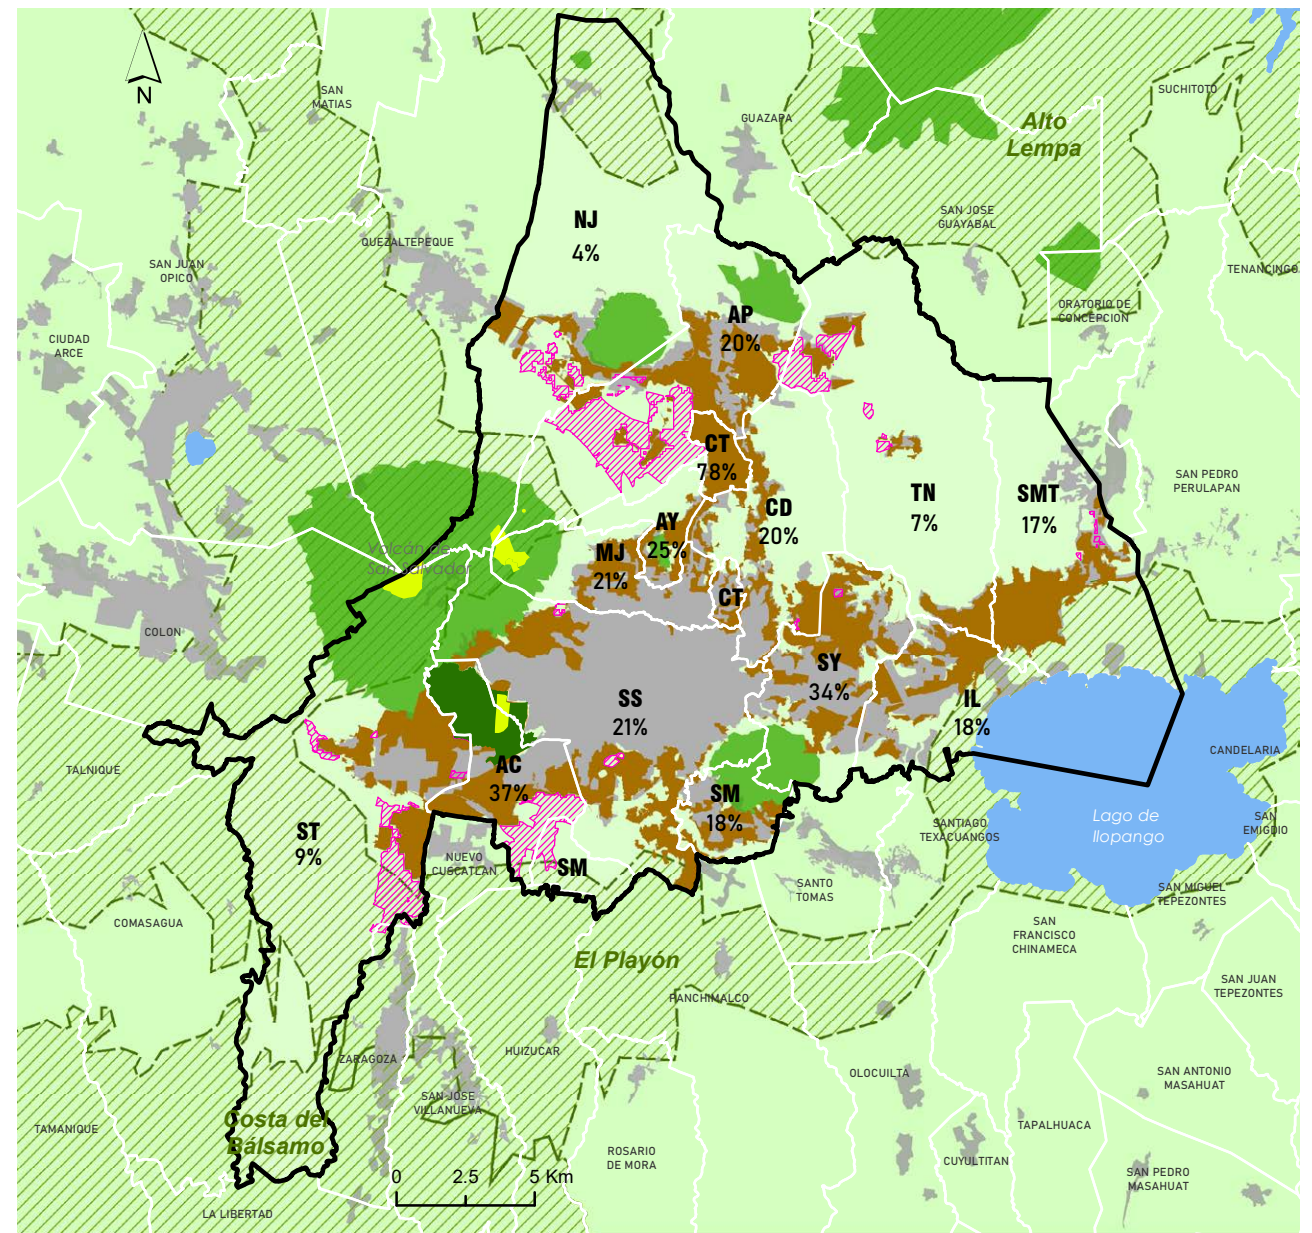 SAN
MATIAS
N
GUAZAPA
SUCHITOTO
Alto
Lempa
SAN JOSE
GUAYABAL
NJ
4%
QUEZALTEPEQUE
SAN JUAN
OPICO
TENANCINGO
ORATORIO DE
CONCEPCION
AP
20%
CIUDAD
ARCE
CT
78%
SAN PEDRO
PERULAPAN
TN
7%
SMT
17%
CD
20%
AY
25%
MJ
21%
Volcán de
San Salvador
CT
COLON
SY
34%
SS
21%
IL
18%
CANDELARIA
TALNIQUE
AC
37%
SM
18%
Lago de
Ilopango
SAN
EMIGDIO
SANTIAGO
TEXACUANGOS
ST
9%
NUEVO
CUSCATLAN
SM
SANTO
TOMAS
SAN MIGUEL
TEPEZONTES
COMASAGUA
SAN
FRANCISCO
CHINAMECA
El Playón
SAN JUAN
TEPEZONTES
PANCHIMALCO
ZARAGOZA
HUIZUCAR
OLOCUILTA
SAN ANTONIO
MASAHUAT
SAN JOSE
VILLANUEVA
Costa del
Bálsamo
TAMANIQUE
TAPALHUACA
ROSARIO
DE MORA
CUYULTITAN
SAN PEDRO
MASAHUAT
0 2.5 5 Km
LA LIBERTAD